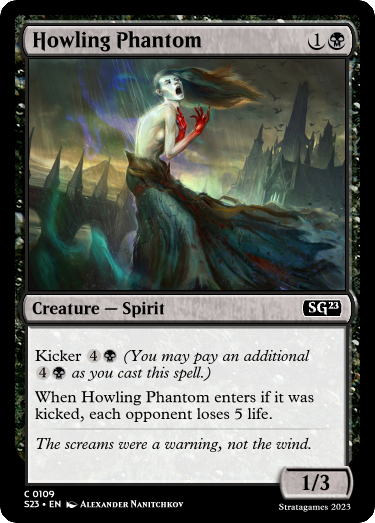 Howling Phantom 1
Creature — Spirit SG23
Kicker 4 (You may pay an additional
4 as you cast this spell.)
When Howling Phantom enters if it was
kicked, each opponent loses 5 life.
The screams were a warning, not the wind.
1/3
C 0109
S23 • EN Alexander Nanitchkov
Stratagames 2023